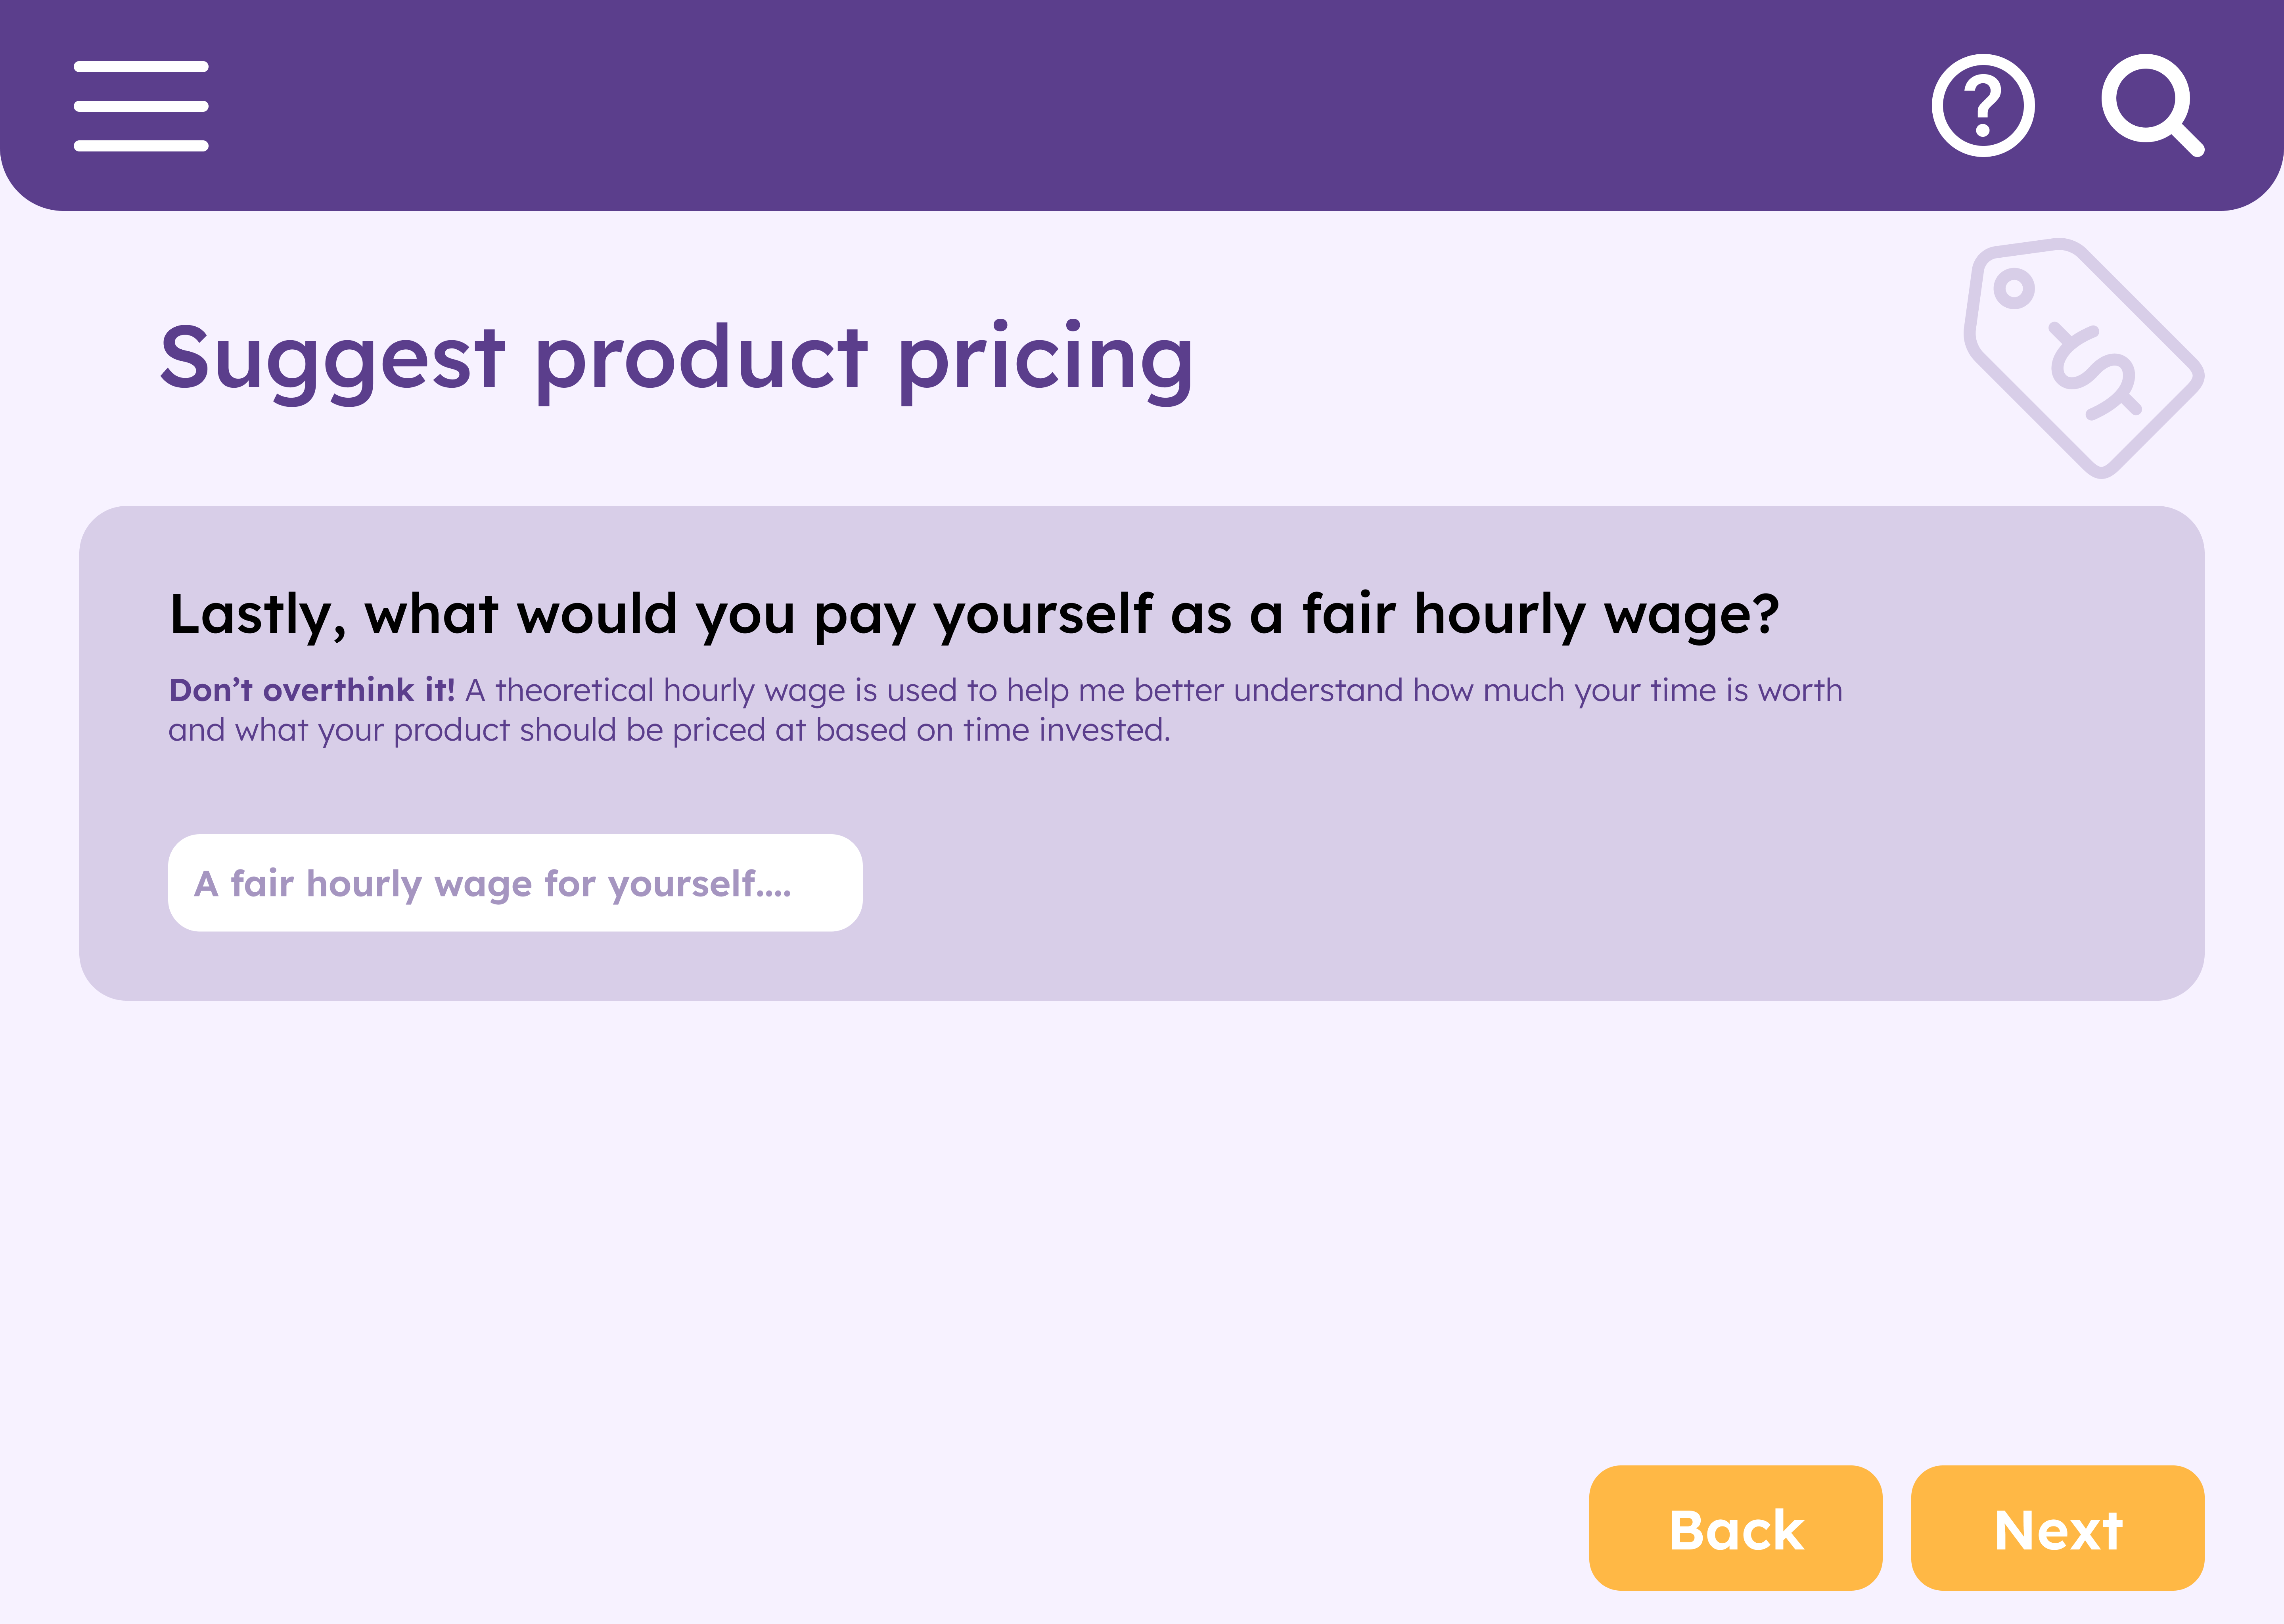 Suggest product pricing
Lastly, what would you pay yourself as a fair hourly wage?
Don’t overthink it! A theoretical hourly wage is used to help me better understand how much your time is worth
and what your product should be priced at based on time invested.
A fair hourly wage for yourself....
Back Next